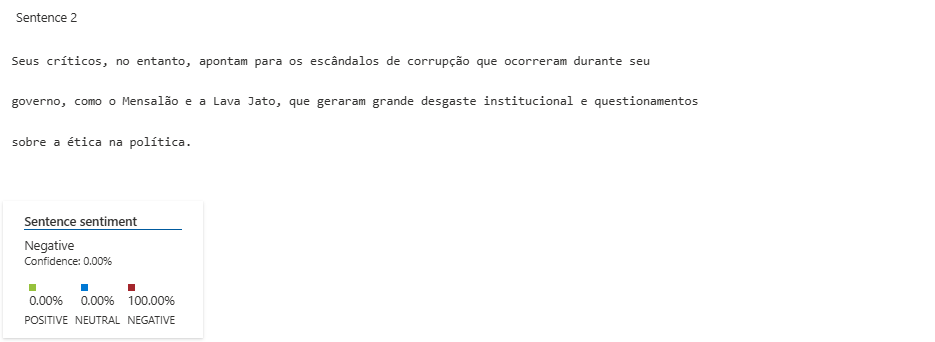 Sentence 2
Seus críticos, no entanto, apontam para os escândalos de corrupção que ocorreram durante seu
governo, como o Mensalão e a Lava Jato, que geraram grande desgaste institucional e questionamentos
sobre a ética na política.
Sentence sentiment
Negative
Confidence: 0.00%
0.00% 0.00% 100.00%
POSITIVE NEUTRAL NEGATIVE